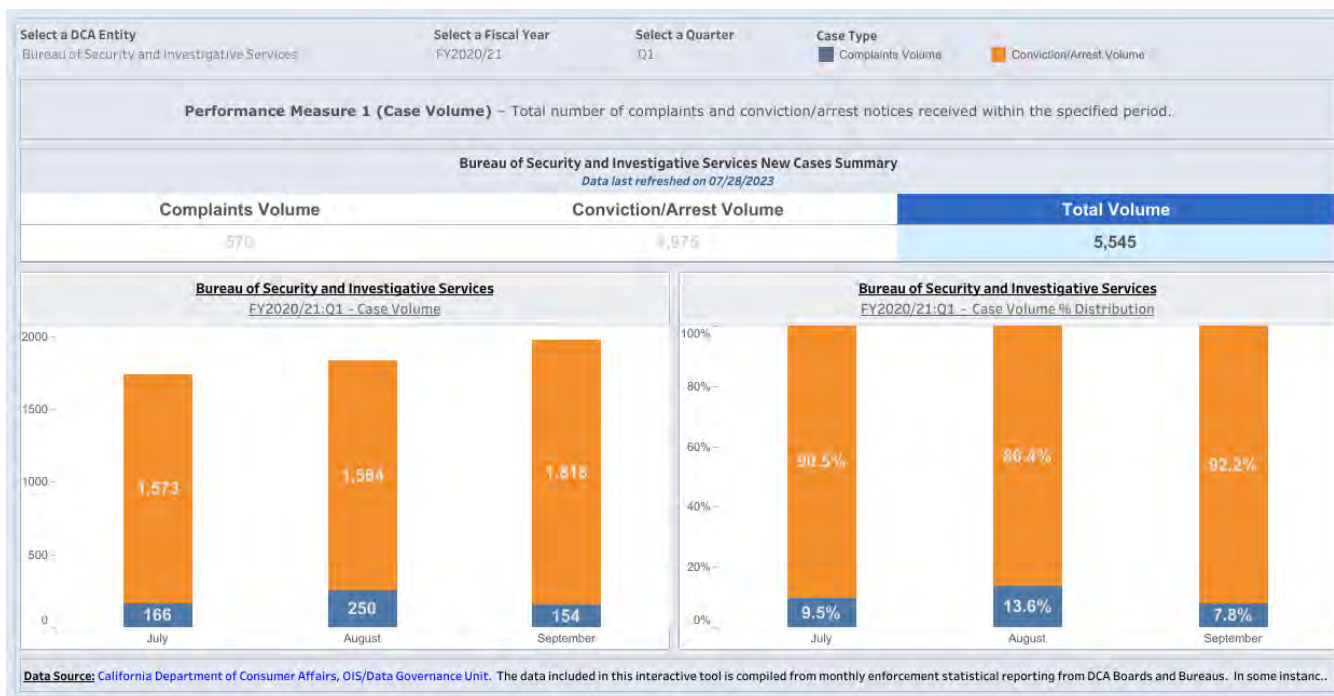 Select a DCA Entity Select a Fiscal Year Select a Quarter Case Type
Bureau of Security and Investigative Services FY2020/21 Q1 Complaints Volume Conviction/Arrest Volume
Performance Measure 1 (Case Volume) – Total number of complaints and conviction/arrest notices received within the specified period.
Bureau of Security and Investigative Services New Cases Summary
Data last refreshed on 07/28/2023
Complaints Volume Conviction/Arrest Volume Total Volume
570 4,975 5,545
Bureau of Security and Investigative Services
FY2020/21:Q1 - Case Volume
2000
1500
1000
500
0
1,573 1,584 1,818
166 250 154
July August September
Bureau of Security and Investigative Services
FY2020/21:Q1 - Case Volume % Distribution
100%
80%
60%
40%
20%
0%
90.5% 86.4% 92.2%
9.5% 13.6% 7.8%
July August September
Data Source: California Department of Consumer Affairs, OIS/Data Governance Unit. The data included in this interactive tool is compiled from monthly enforcement statistical reporting from DCA Boards and Bureaus. In some instanc..